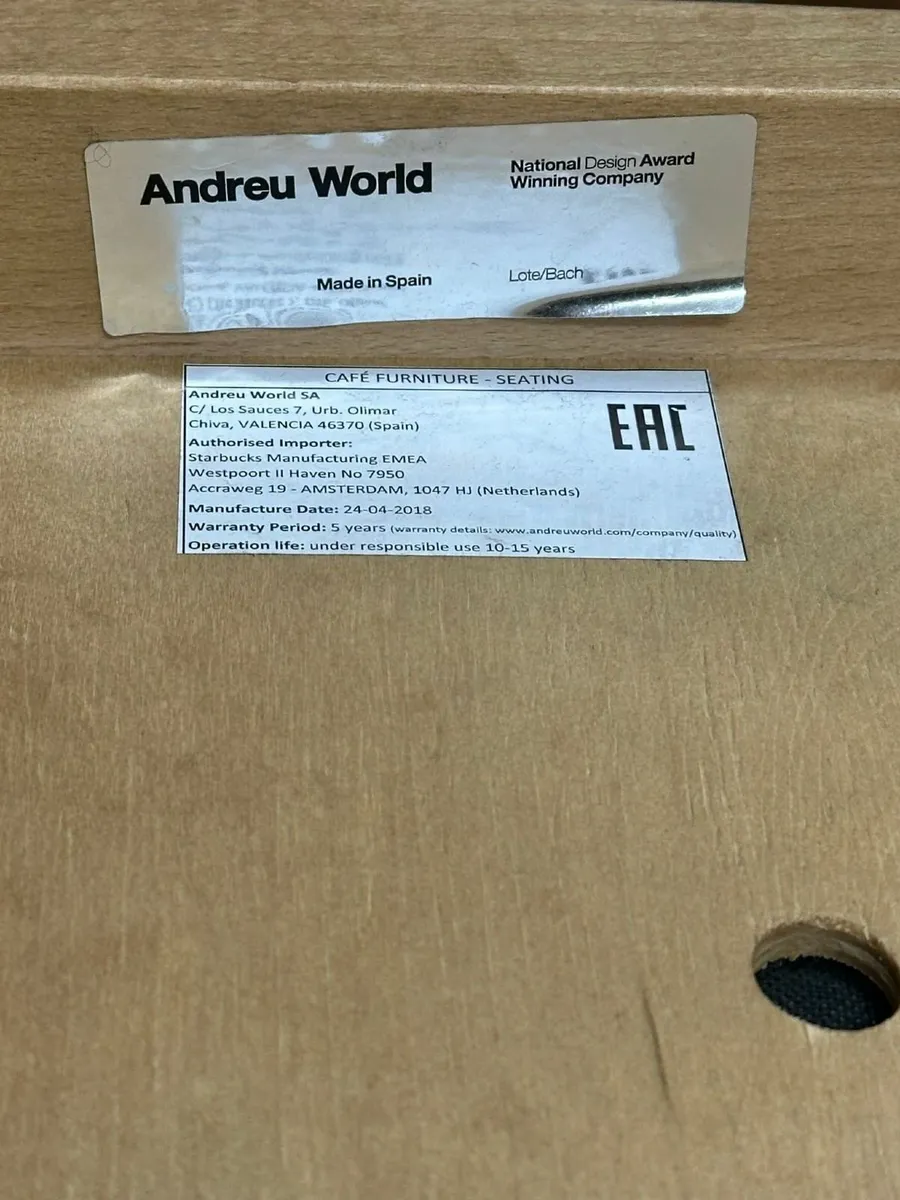 Andreu World
National Design Award
Winning Company
Made in Spain
Lote/Bach
CAFÉ FURNITURE - SEATING
Andreu World SA
C/ Los Sauces 7, Urb. Olimar
Chiva, VALENCIA 46370 (Spain)
EAC
Authorised Importer:
Starbucks Manufacturing EMEA
Westpoort II Haven No 7950
Accraweg 19 - AMSTERDAM, 1047 HJ (Netherlands)
Manufacture Date: 24-04-2018
Warranty Period: 5 years (warranty details: www.andreuworld.com/company/quality)
Operation life: under responsible use 10-15 years